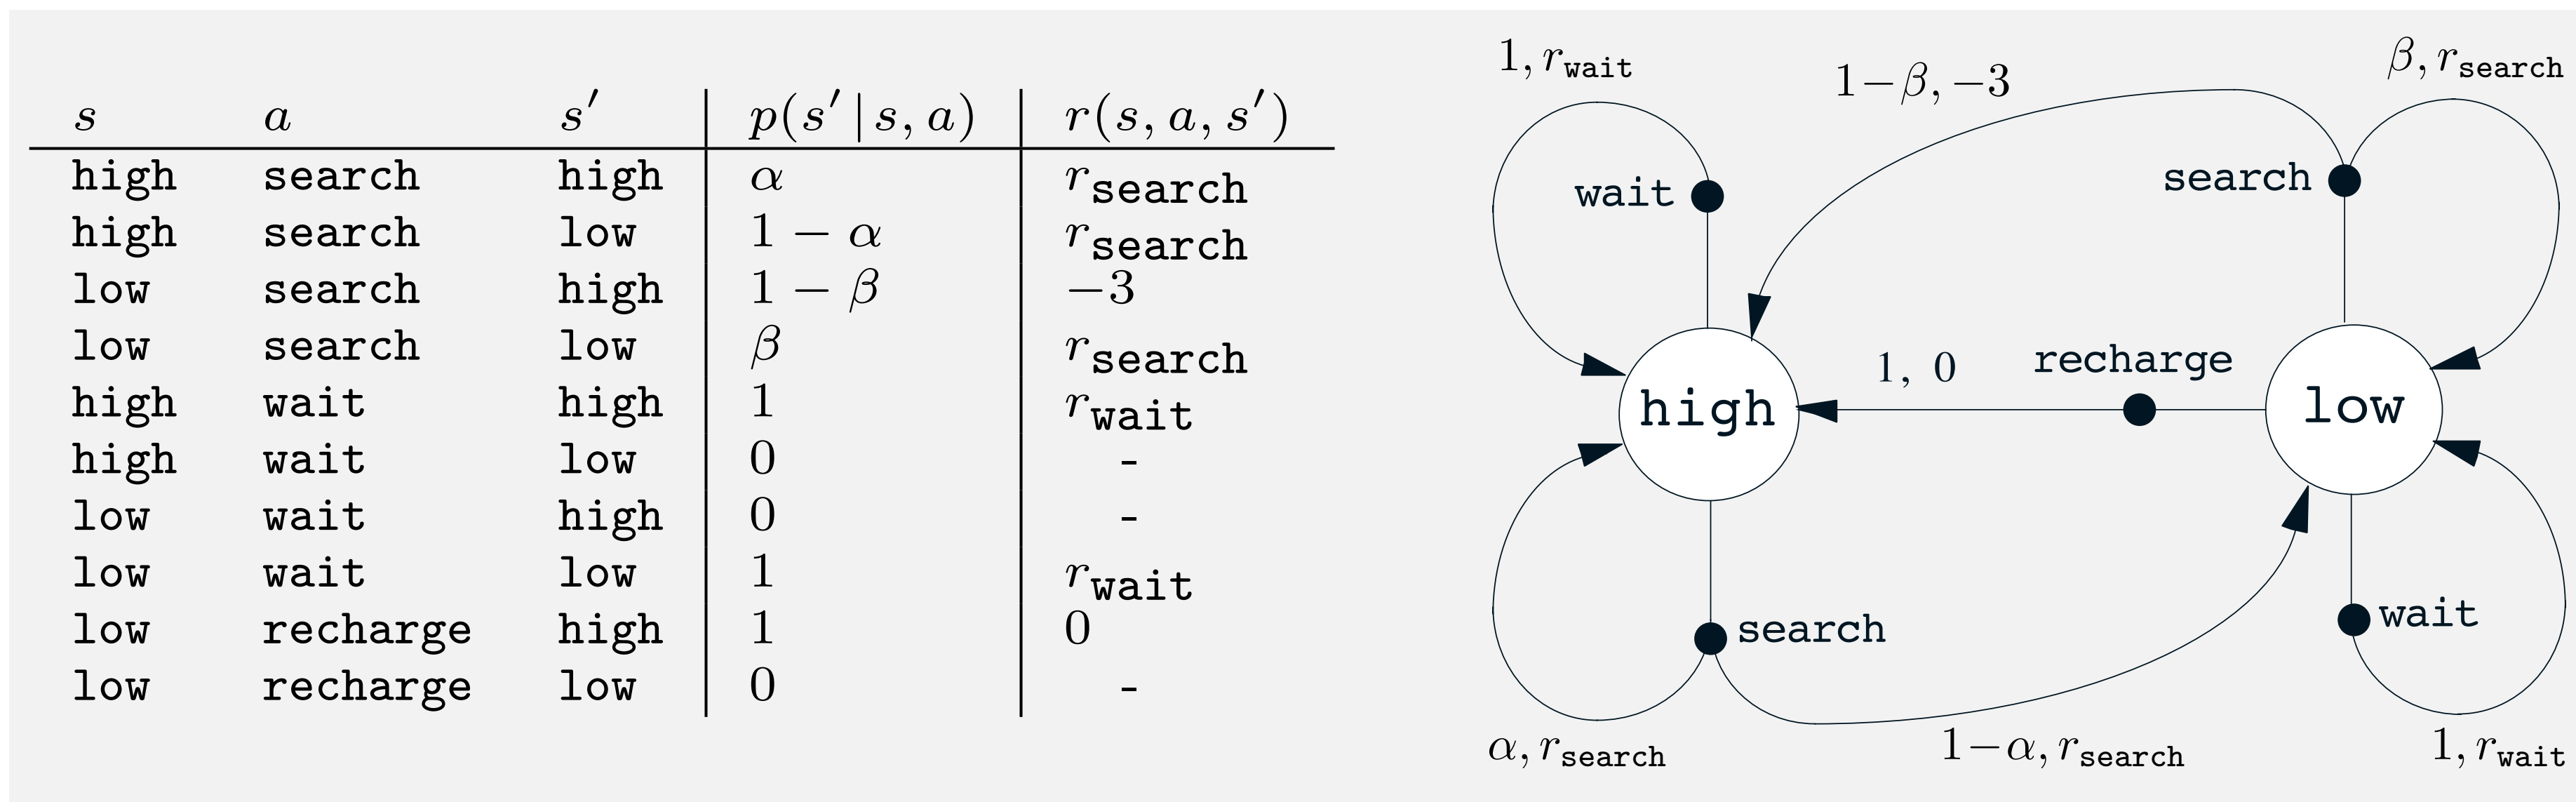 s a s′ p(s′ | s, a) r(s, a, s′)
high search high α r_search
high search low 1 − α r_search
low search high 1 − β −3
low search low β r_search
high wait high 1 r_wait
high wait low 0 -
low wait high 0 -
low wait low 1 r_wait
low recharge high 1 0
low recharge low 0 -
1, r_wait
1−β, −3
β, r_search
wait
search
1, 0
recharge
high
low
search
wait
α, r_search
1−α, r_search
1, r_wait